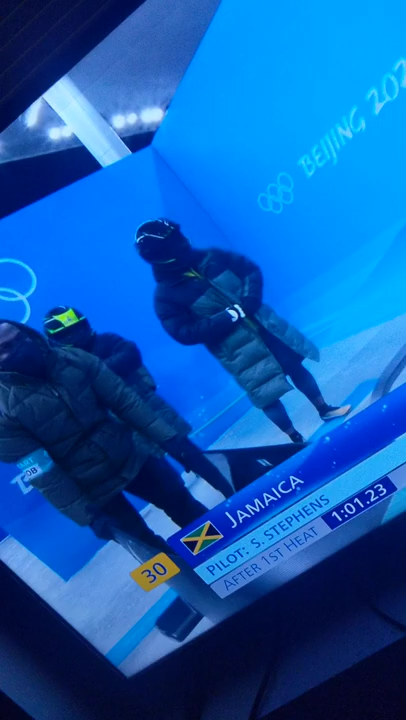 BEIJING 202
30
JAMAICA
PILOT: S. STEPHENS
AFTER 1ST HEAT 1:01.23